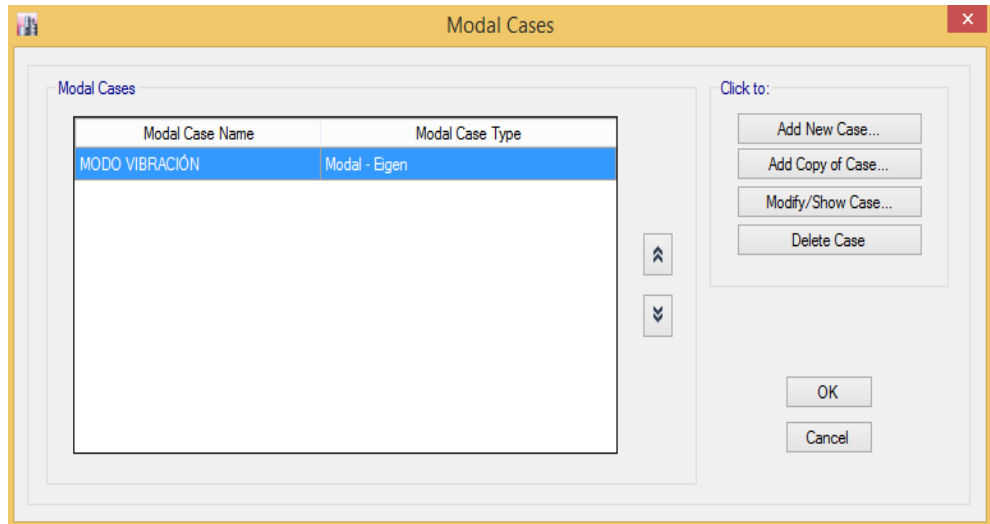 Modal Cases
Modal Cases
Modal Case Name Modal Case Type
MODO VIBRACIÓN Modal - Eigen
Click to:
Add New Case...
Add Copy of Case...
Modify/Show Case...
Delete Case
OK
Cancel